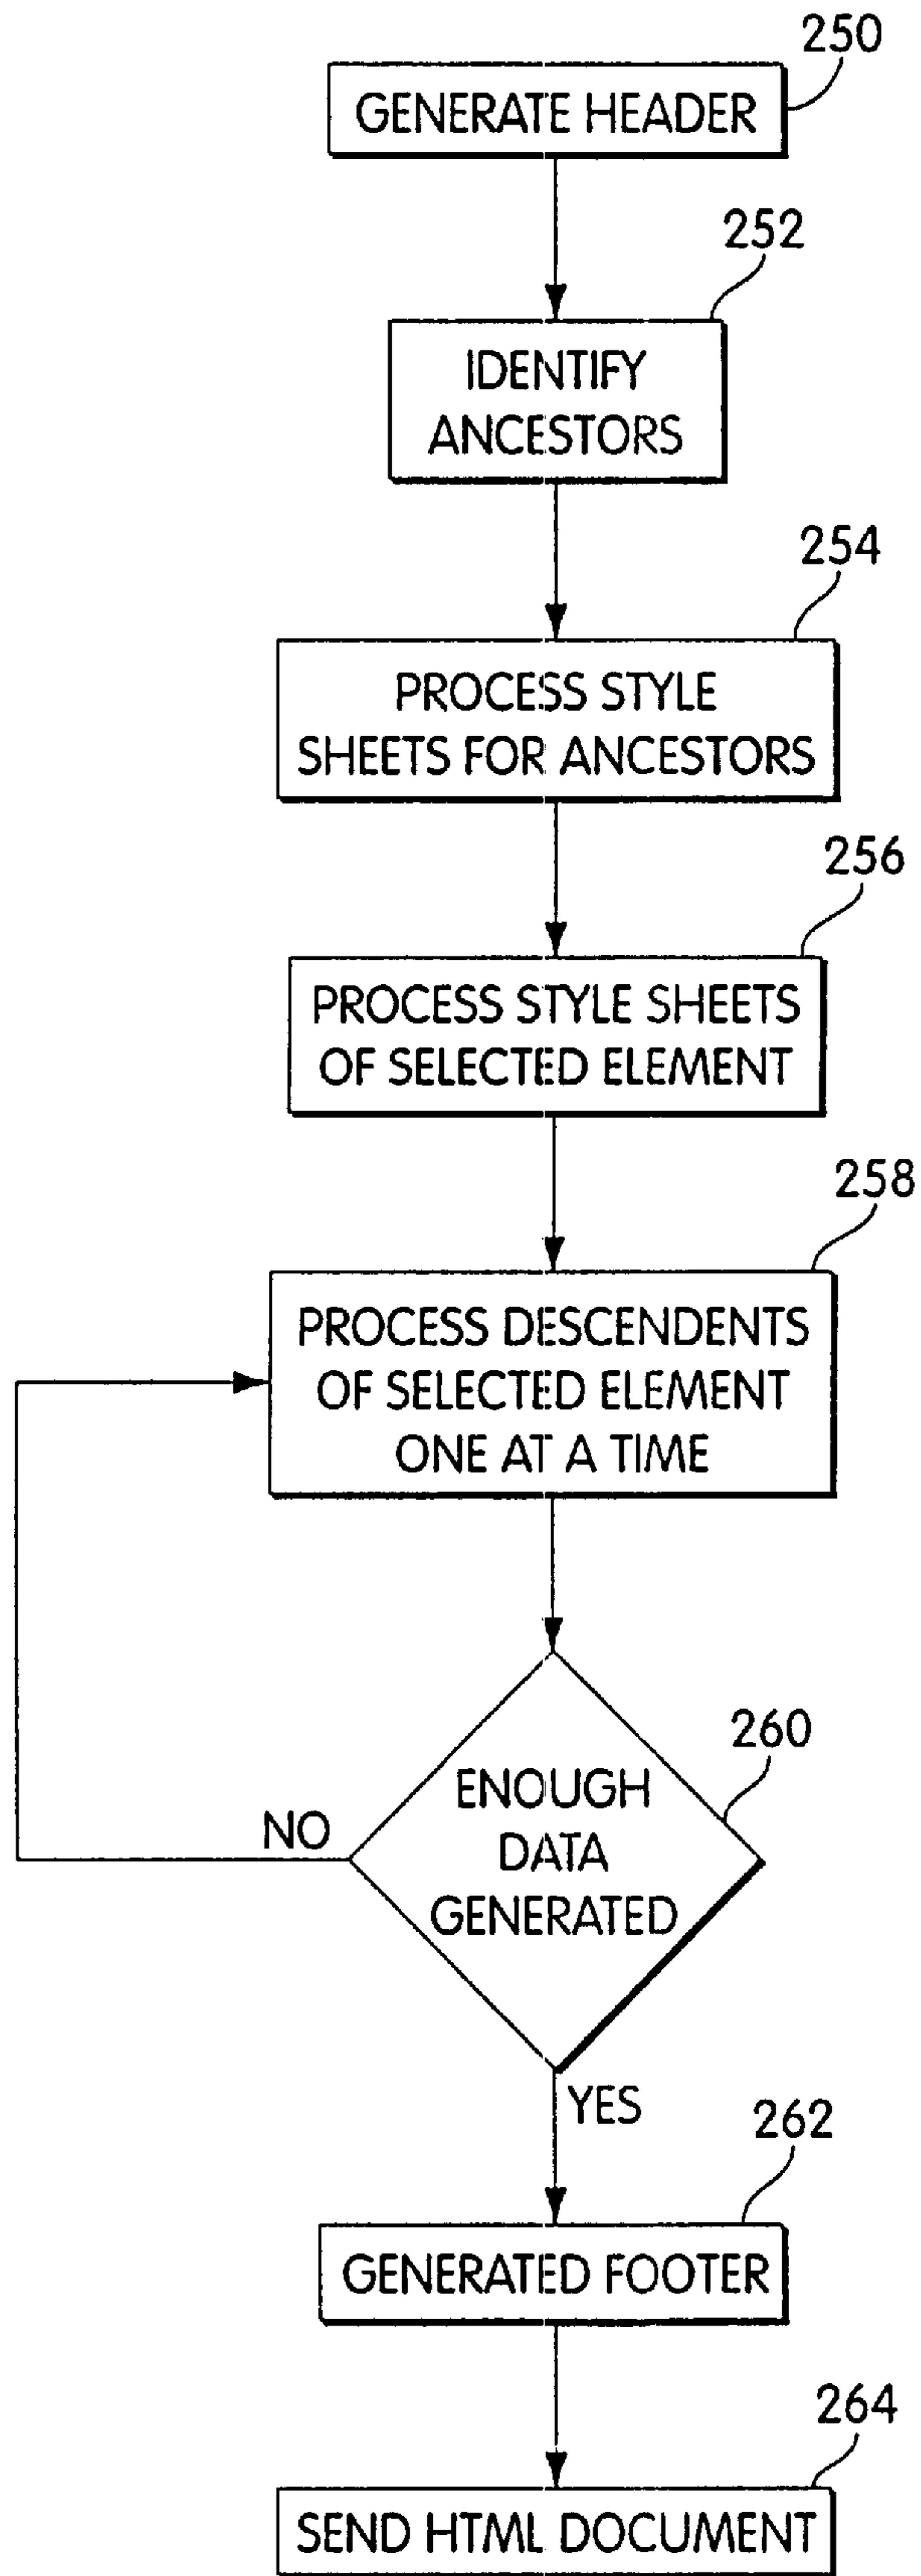 250
GENERATE HEADER
252
IDENTIFY
ANCESTORS
254
PROCESS STYLE
SHEETS FOR ANCESTORS
256
PROCESS STYLE SHEETS
OF SELECTED ELEMENT
258
PROCESS DESCENDENTS
OF SELECTED ELEMENT
ONE AT A TIME
260
ENOUGH
DATA
GENERATED
NO
YES
262
GENERATED FOOTER
264
SEND HTML DOCUMENT